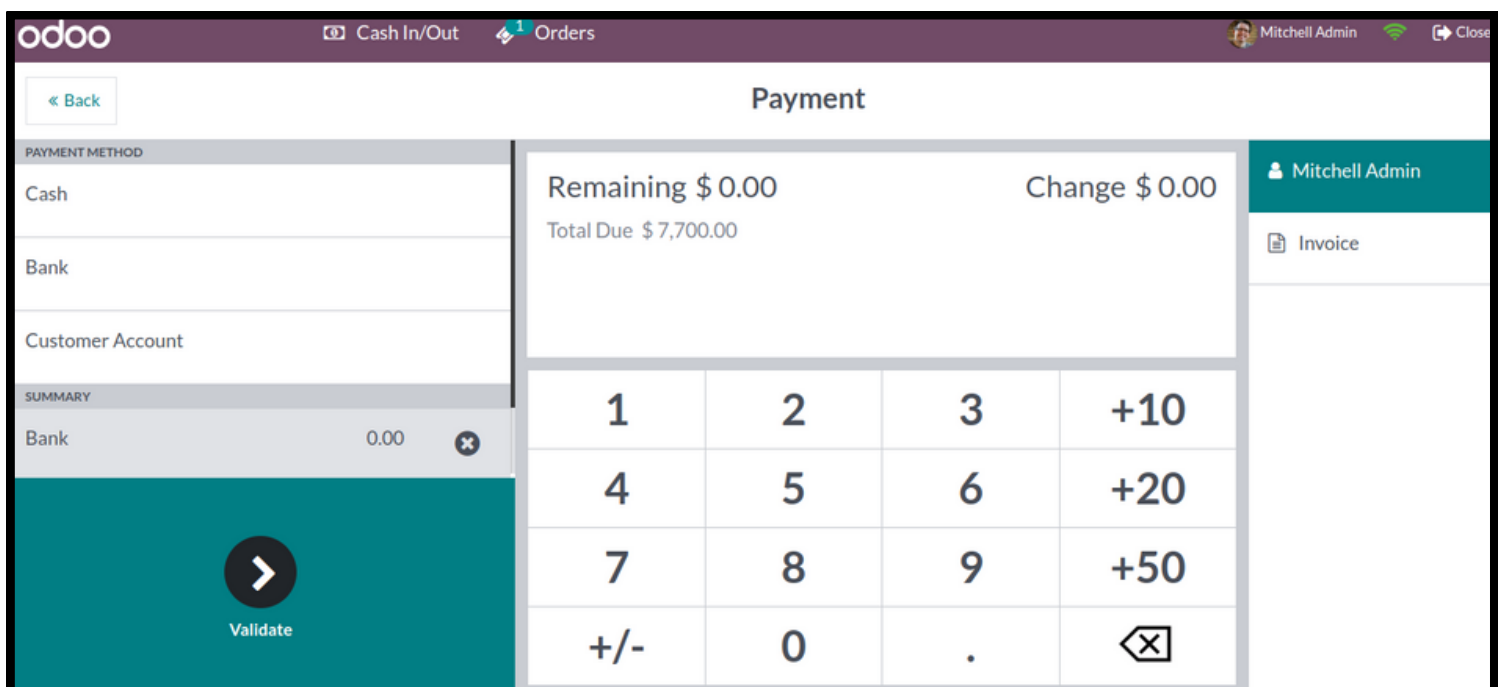 odoo
Cash In/Out
1
Orders
Mitchell Admin
Close
« Back
Payment
PAYMENT METHOD
Cash
Bank
Customer Account
SUMMARY
Bank 0.00
Validate
Remaining $ 0.00
Change $ 0.00
Total Due $ 7,700.00
1 2 3 +10
4 5 6 +20
7 8 9 +50
+/- 0 .
Mitchell Admin
Invoice